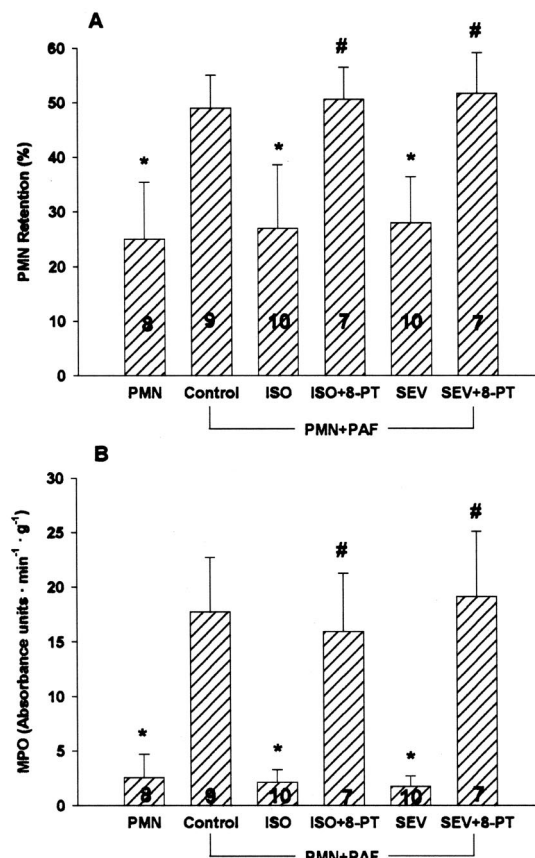 A
PMN Retention (%)
60
50
40
30
20
10
0
* # * * #
8 9 10 7 10 7
PMN Control ISO ISO+8-PT SEV SEV+8-PT
PMN+PAF
B
MPO (Absorbance units · min⁻¹ · g⁻¹)
30
25
20
15
10
5
0
* # * * #
8 9 10 7 10 7
PMN Control ISO ISO+8-PT SEV SEV+8-PT
PMN+PAF